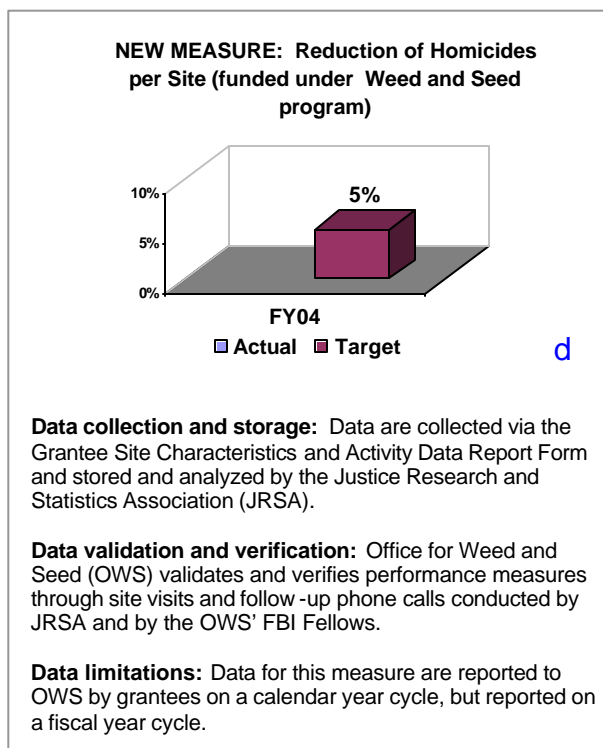 NEW MEASURE: Reduction of Homicides
per Site (funded under Weed and Seed
program)
5%
10%
5%
0%
FY04
Actual Target
d
Data collection and storage: Data are collected via the
Grantee Site Characteristics and Activity Data Report Form
and stored and analyzed by the Justice Research and
Statistics Association (JRSA).
Data validation and verification: Office for Weed and
Seed (OWS) validates and verifies performance measures
through site visits and follow -up phone calls conducted by
JRSA and by the OWS’ FBI Fellows.
Data limitations: Data for this measure are reported to
OWS by grantees on a calendar year cycle, but reported on
a fiscal year cycle.